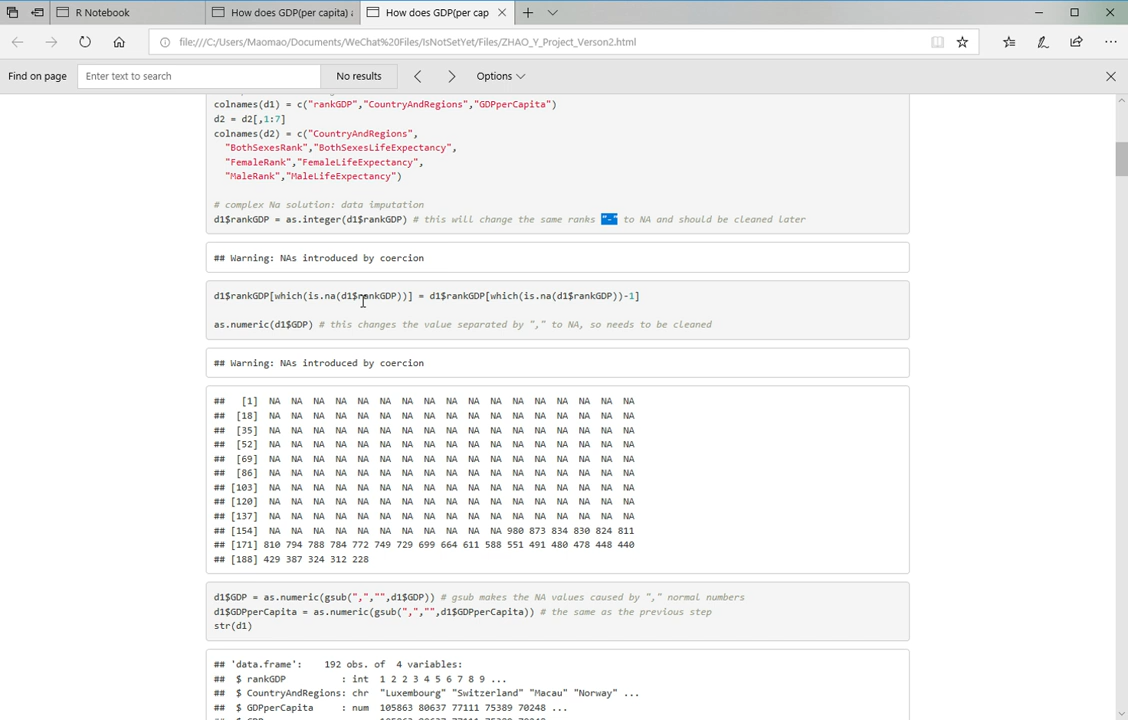 R Notebook
How does GDP(per capita) a
How does GDP(per cap
file:///C:/Users/Maomao/Documents/WeChat%20Files/IsNotSetYet/Files/ZHAO_Y_Project_Verson2.html
Find on page
Enter text to search
No results
Options
colnames(d1) = c("rankGDP","CountryAndRegions","GDPperCapita")
d2 = d2[,1:7]
colnames(d2) = c("CountryAndRegions",
"BothSexesRank","BothSexesLifeExpectancy",
"FemaleRank","FemaleLifeExpectancy",
"MaleRank","MaleLifeExpectancy")
# complex Na solution: data imputation
d1$rankGDP = as.integer(d1$rankGDP) # this will change the same ranks "-" to NA and should be cleaned later
## Warning: NAs introduced by coercion
d1$rankGDP[which(is.na(d1$rankGDP))] = d1$rankGDP[which(is.na(d1$rankGDP))-1]
as.numeric(d1$GDP) # this changes the value separated by "," to NA, so needs to be cleaned
## Warning: NAs introduced by coercion
## [1] NA NA NA NA NA NA NA NA NA NA NA NA NA NA NA NA NA
## [18] NA NA NA NA NA NA NA NA NA NA NA NA NA NA NA NA NA
## [35] NA NA NA NA NA NA NA NA NA NA NA NA NA NA NA NA NA
## [52] NA NA NA NA NA NA NA NA NA NA NA NA NA NA NA NA NA
## [69] NA NA NA NA NA NA NA NA NA NA NA NA NA NA NA NA NA
## [86] NA NA NA NA NA NA NA NA NA NA NA NA NA NA NA NA NA
## [103] NA NA NA NA NA NA NA NA NA NA NA NA NA NA NA NA NA
## [120] NA NA NA NA NA NA NA NA NA NA NA NA NA NA NA NA NA
## [137] NA NA NA NA NA NA NA NA NA NA NA NA NA NA NA NA NA
## [154] NA NA NA NA NA NA NA NA NA NA NA 980 873 834 830 824 811
## [171] 810 794 788 784 772 749 729 699 664 611 588 551 491 480 478 448 440
## [188] 429 387 324 312 228
d1$GDP = as.numeric(gsub(",","",d1$GDP)) # gsub makes the NA values caused by "," normal numbers
d1$GDPperCapita = as.numeric(gsub(",","",d1$GDPperCapita)) # the same as the previous step
str(d1)
## 'data.frame': 192 obs. of 4 variables:
## $ rankGDP : int 1 2 2 3 4 5 6 7 8 9 ...
## $ CountryAndRegions: chr "Luxembourg" "Switzerland" "Macau" "Norway" ...
## $ GDPperCapita : num 105863 80637 77111 75389 70248 ...